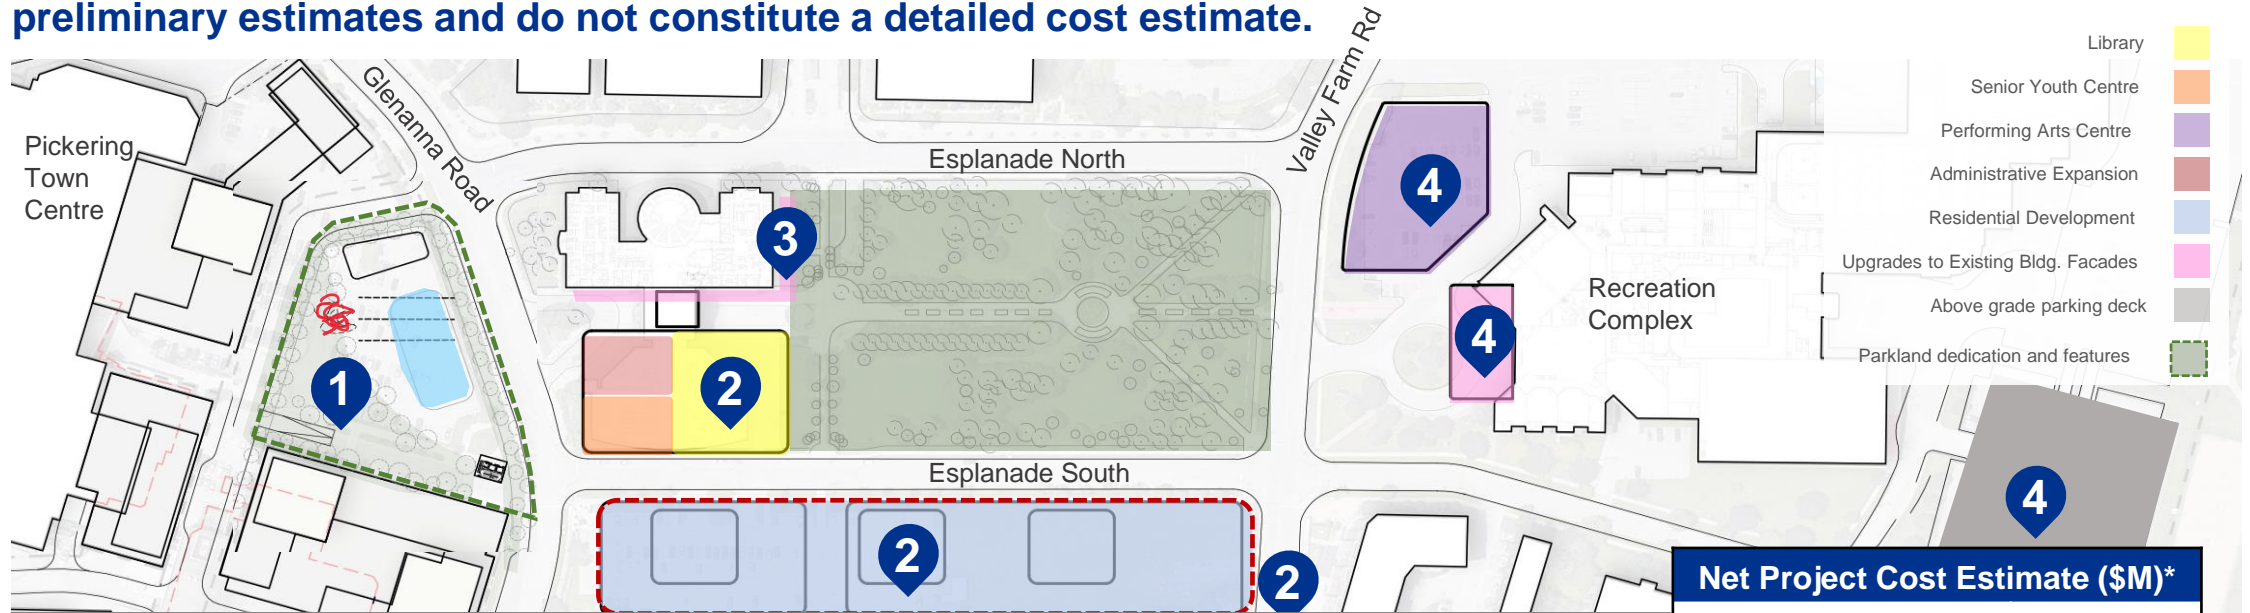 preliminary estimates and do not constitute a detailed cost estimate.
Library
Senior Youth Centre
Performing Arts Centre
Administrative Expansion
Residential Development
Upgrades to Existing Bldg. Facades
Above grade parking deck
Parkland dedication and features
Pickering
Town
Centre
Glenanna Road
Esplanade North
Valley Farm Rd
4
3
Recreation
Complex
4
1
2
Esplanade South
4
2
2
Net Project Cost Estimate ($M)*